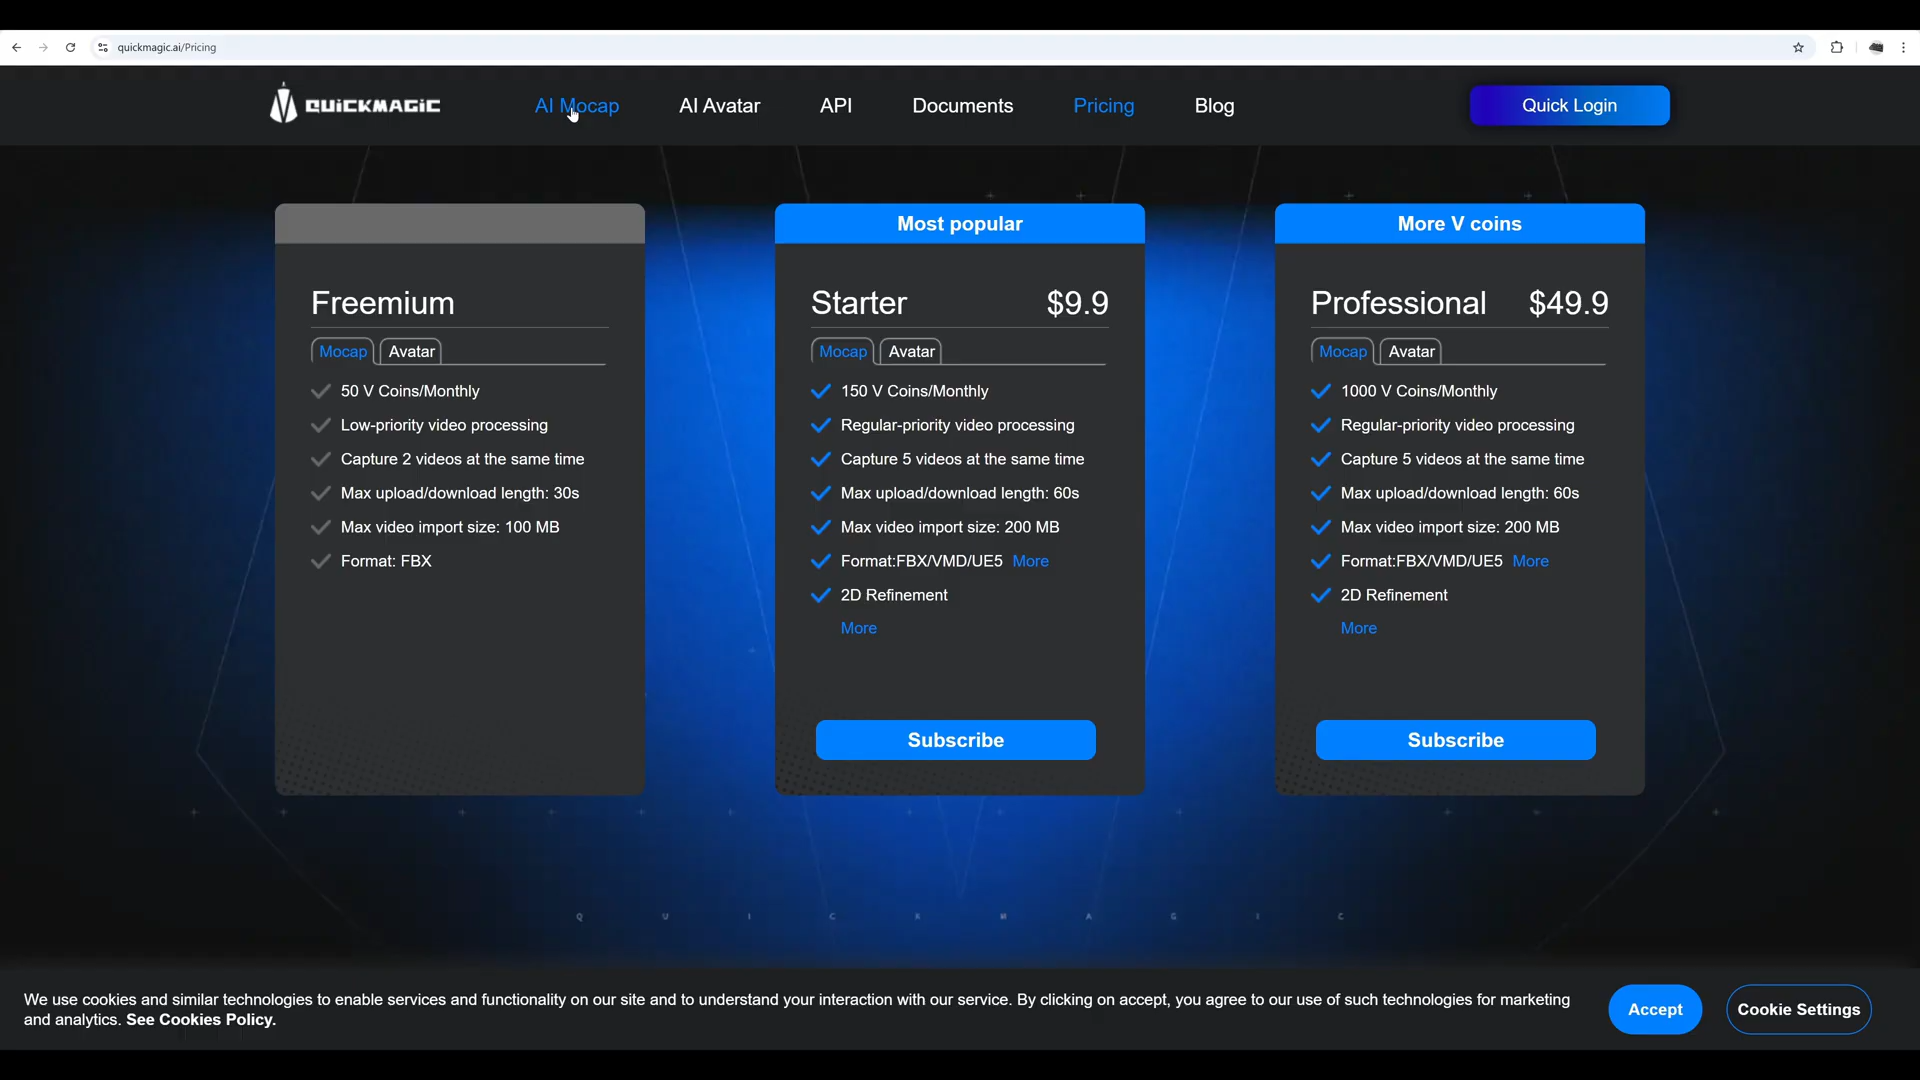 quickmagic.ai/Pricing
QUICKMAGIC
AI Mocap
AI Avatar
API
Documents
Pricing
Blog
Quick Login
Freemium
Mocap
Avatar
50 V Coins/Monthly
Low-priority video processing
Capture 2 videos at the same time
Max upload/download length: 30s
Max video import size: 100 MB
Format: FBX
Most popular
Starter $9.9
Mocap
Avatar
150 V Coins/Monthly
Regular-priority video processing
Capture 5 videos at the same time
Max upload/download length: 60s
Max video import size: 200 MB
Format:FBX/VMD/UE5 More
2D Refinement
More
Subscribe
More V coins
Professional $49.9
Mocap
Avatar
1000 V Coins/Monthly
Regular-priority video processing
Capture 5 videos at the same time
Max upload/download length: 60s
Max video import size: 200 MB
Format:FBX/VMD/UE5 More
2D Refinement
More
Subscribe
Q U I C K M A G I C
We use cookies and similar technologies to enable services and functionality on our site and to understand your interaction with our service. By clicking on accept, you agree to our use of such technologies for marketing
and analytics. See Cookies Policy.
Accept
Cookie Settings